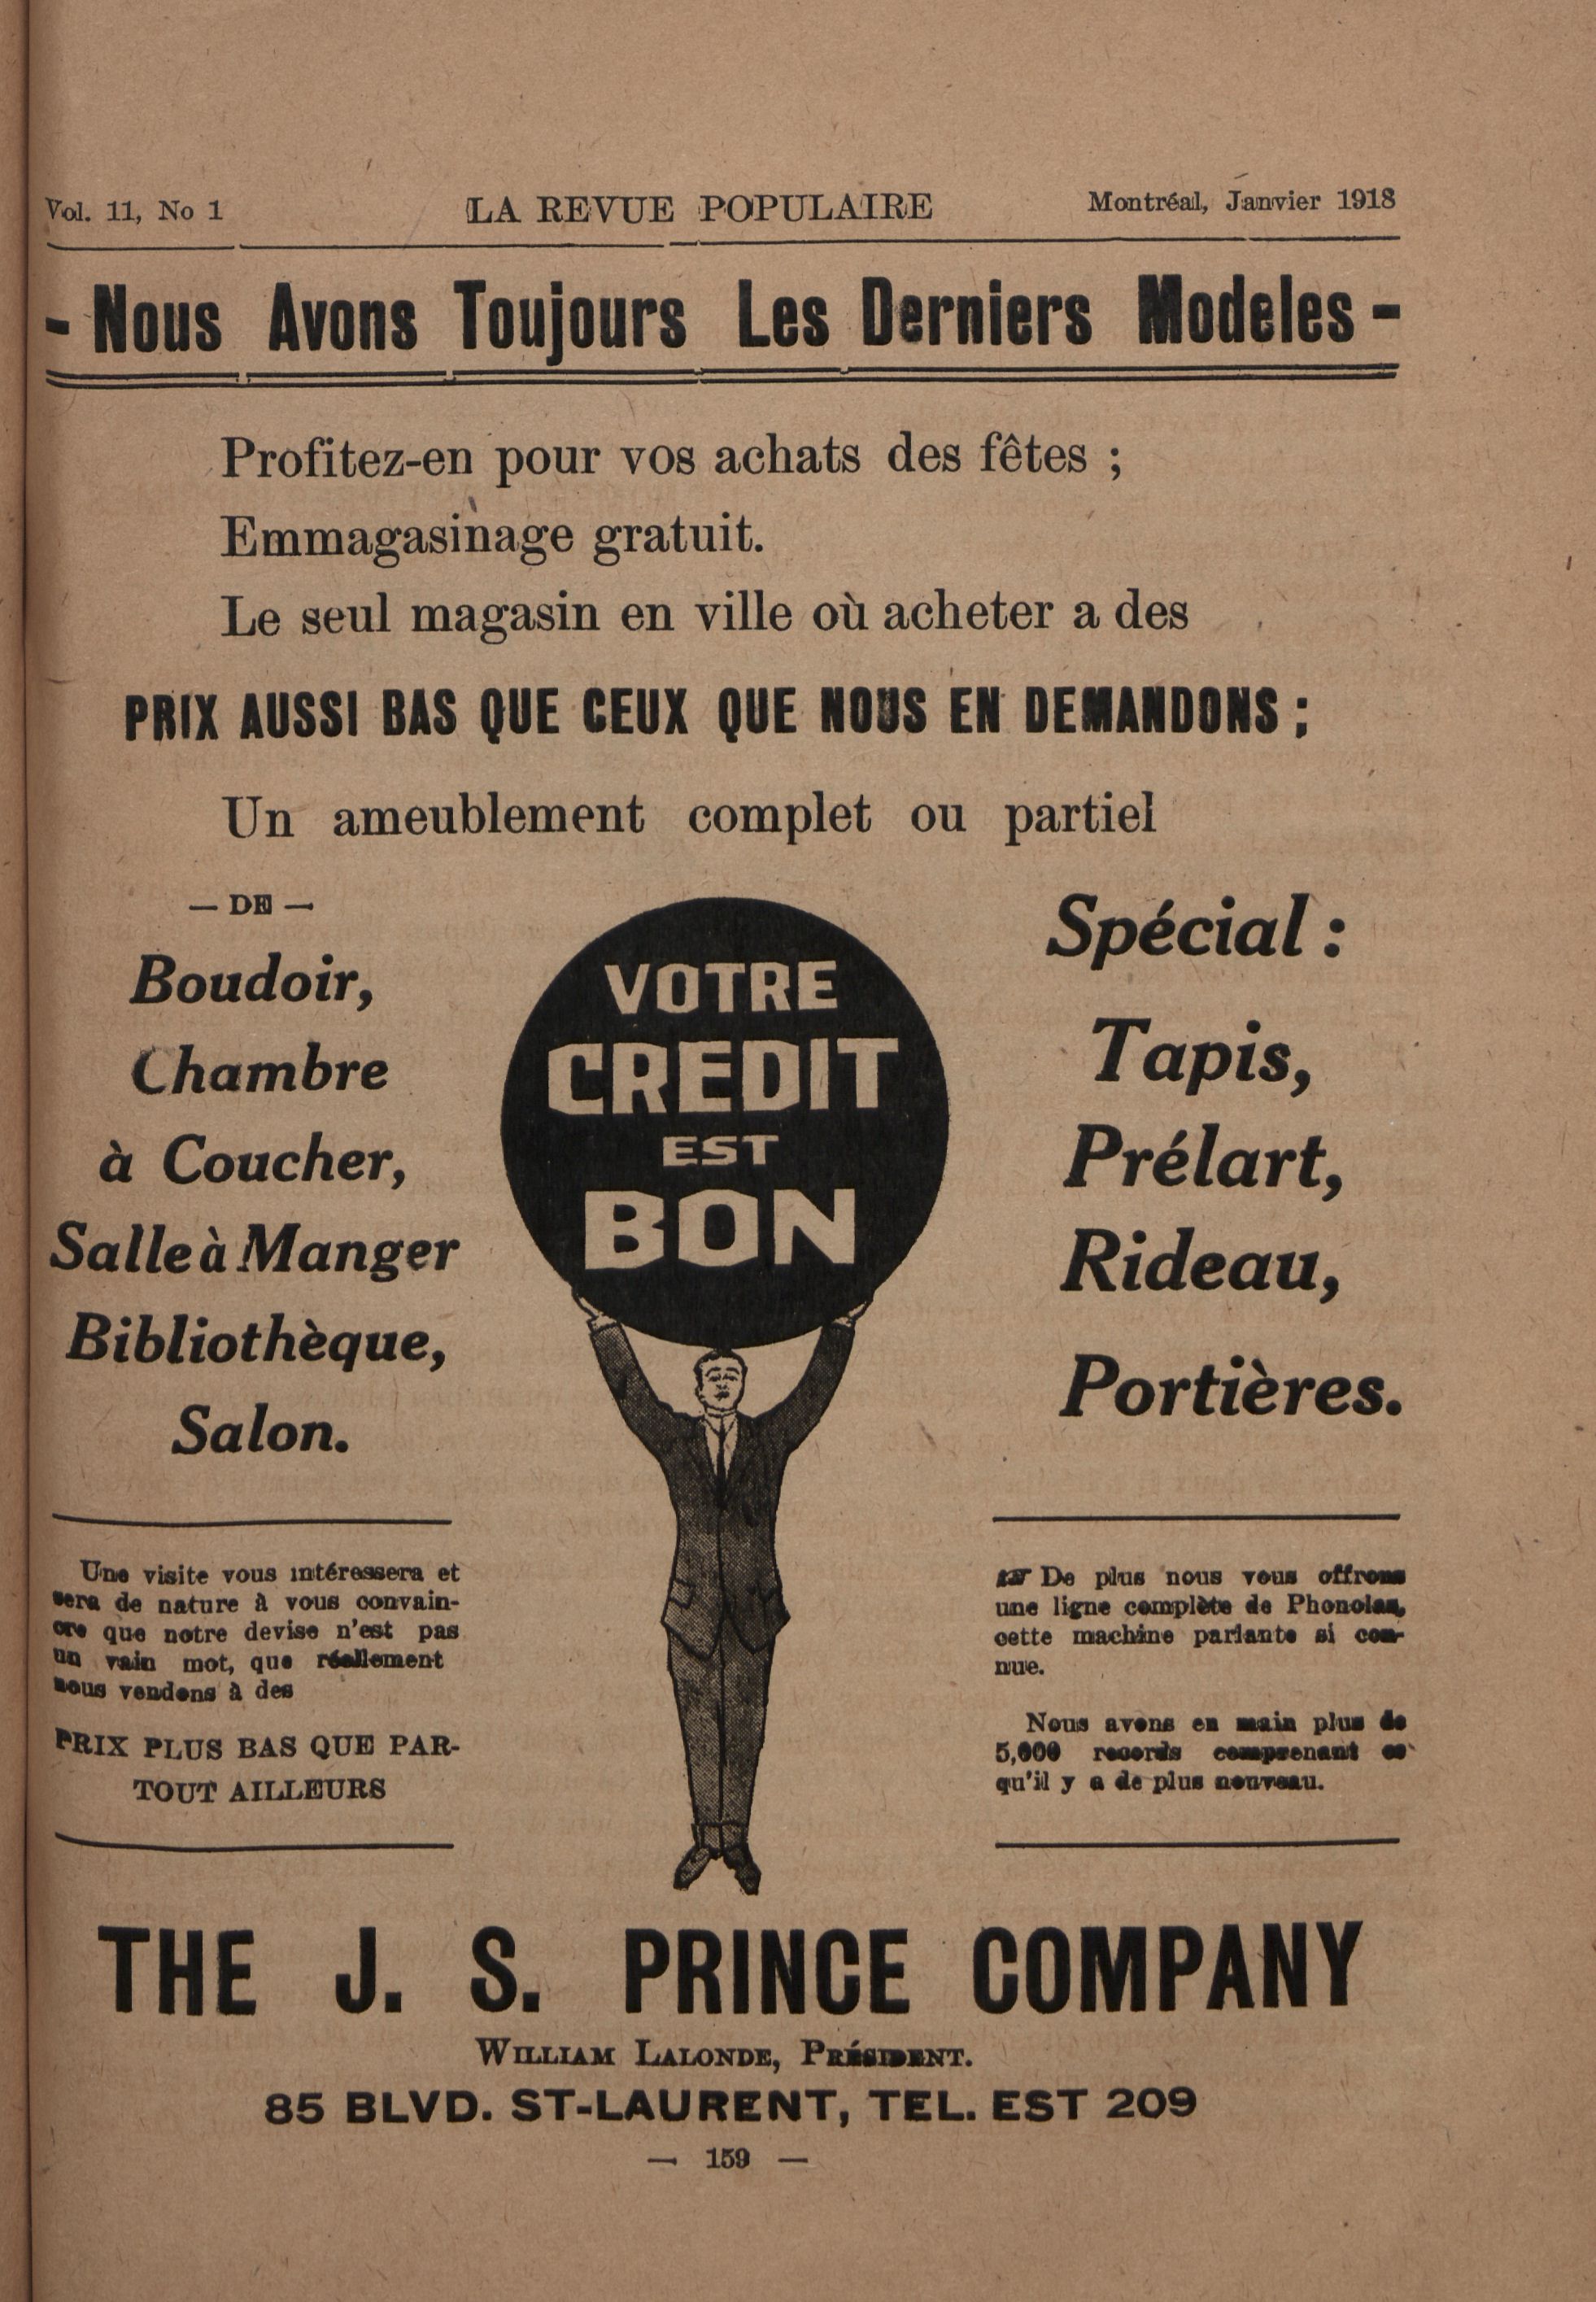 Vol. 11, No 1
LA REVUE POPULAIRE
Montréal, Janvier 1918
- Nous Avons Toujours Les Derniers Modeles -
Profitez-en pour vos achats des fêtes ;
Emmagasinage gratuit.
Le seul magasin en ville où acheter a des
PRIX AUSSI BAS QUE CEUX QUE NOUS EN DEMANDONS ;
Un ameublement complet ou partiel
— DE —
Boudoir,
Chambre
à Coucher,
Salle à Manger
Bibliothèque,
Salon.
VOTRE
CREDIT
EST
BON
Spécial :
Tapis,
Prélart,
Rideau,
Portières.
Une visite vous intéressera et
sera de nature à vous convain-
cre que notre devise n'est pas
un vain mot, que réellement
nous vendons à des
PRIX PLUS BAS QUE PAR-
TOUT AILLEURS
☞ De plus nous vous offrons
une ligne complète de Phonolas,
cette machine parlante si con-
nue.
Nous avons en main plus de
5,000 records comprenant ce
qu'il y a de plus nouveau.
THE J. S. PRINCE COMPANY
WILLIAM LALONDE, PRÉSIDENT.
85 BLVD. ST-LAURENT, TEL. EST 209
— 159 —